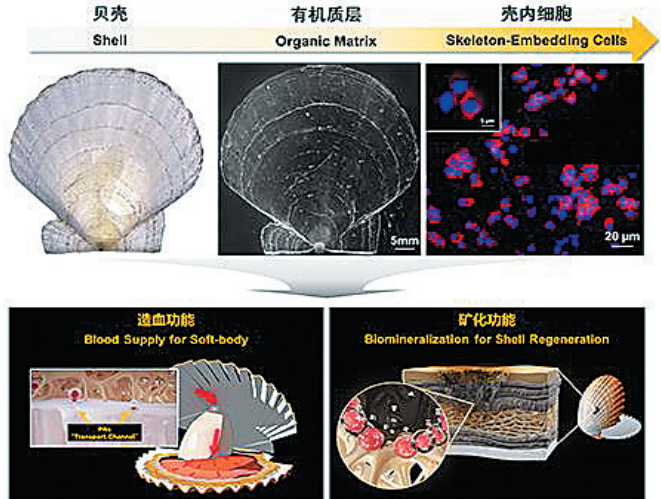 贝壳
有机质层
壳内细胞
Shell
Organic Matrix
Skeleton-Embedding Cells
5 μm
5mm
20 μm
造血功能
Blood Supply for Soft-body
PAs
"Transport Channel"
矿化功能
Biomineralization for Shell Regeneration